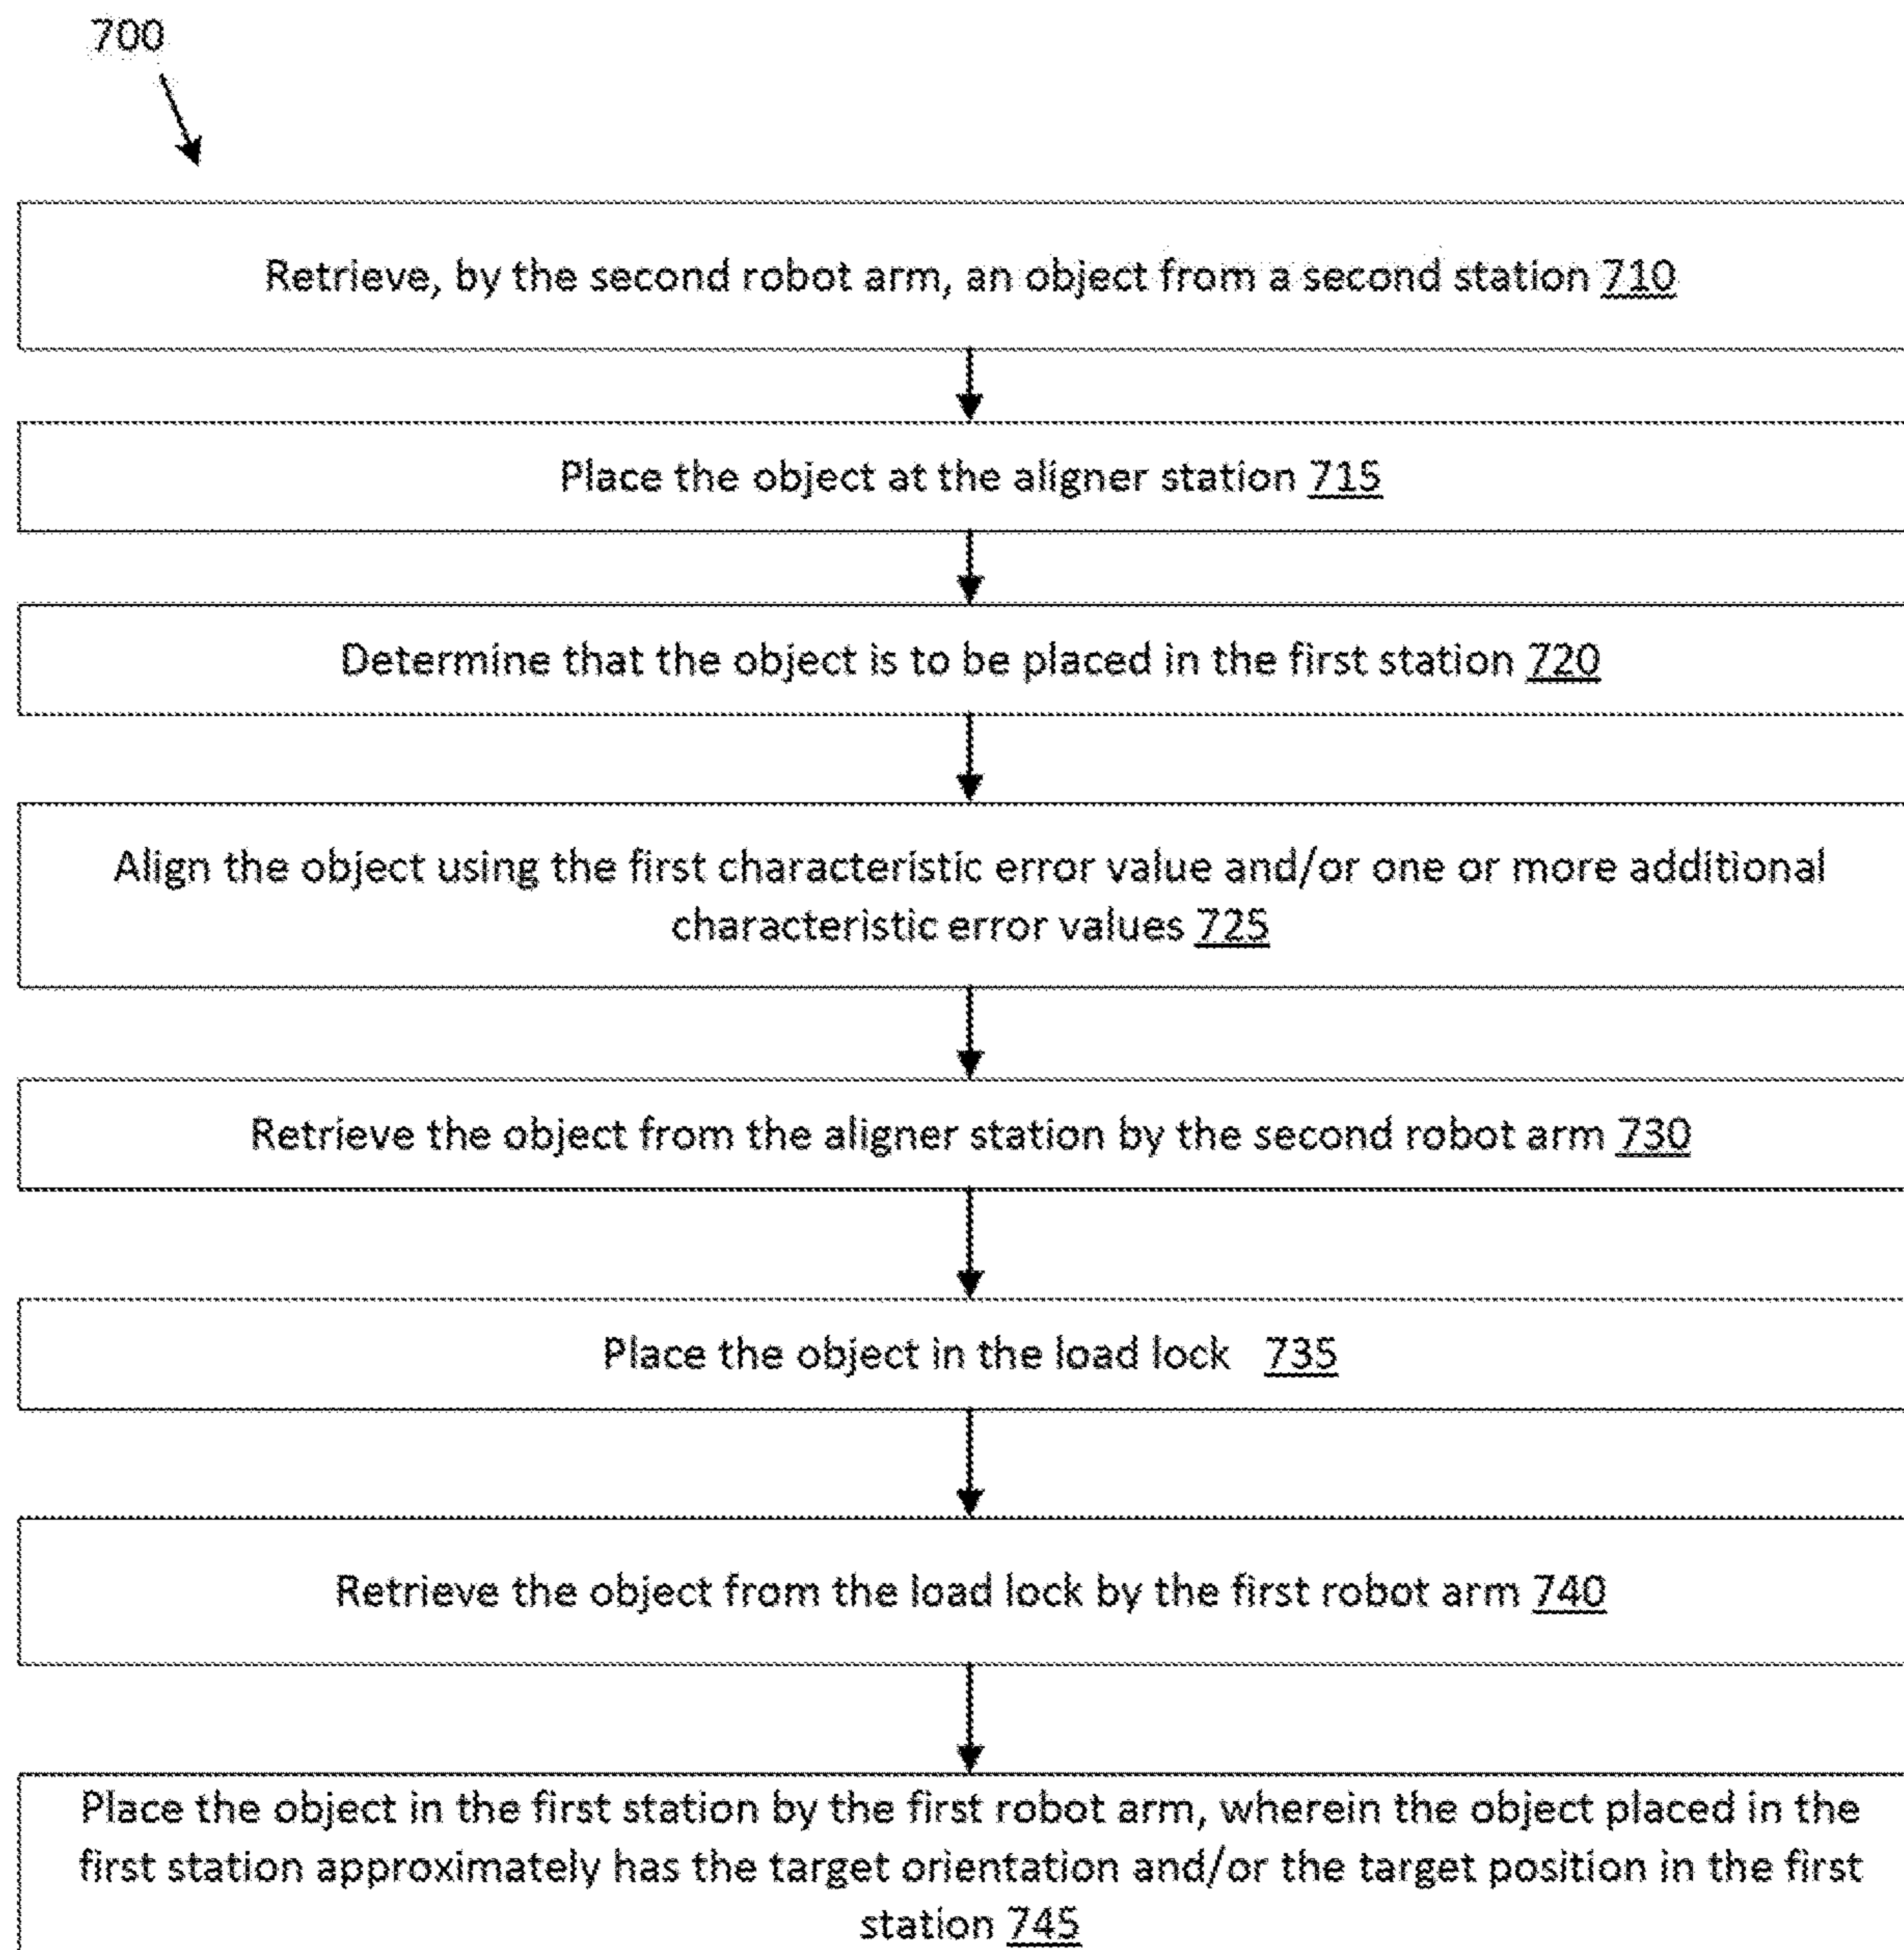 700
Retrieve, by the second robot arm, an object from a second station 710
Place the object at the aligner station 715
Determine that the object is to be placed in the first station 720
Align the object using the first characteristic error value and/or one or more additional
characteristic error values 725
Retrieve the object from the aligner station by the second robot arm 730
Place the object in the load lock 735
Retrieve the object from the load lock by the first robot arm 740
Place the object in the first station by the first robot arm, wherein the object placed in the
first station approximately has the target orientation and/or the target position in the first
station 745